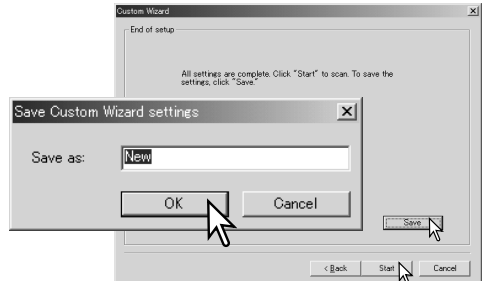 Custom Wizard
End of setup
All settings are complete. Click "Start" to scan. To save the
settings, click "Save."
Save Custom Wizard settings
Save as:
New
OK Cancel
Save
< Back Start Cancel